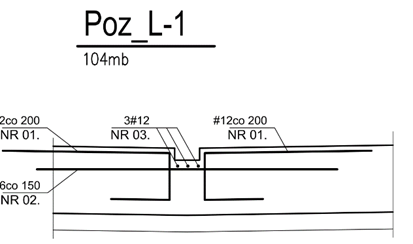 Poz_L-1
104mb
2co 200
NR 01.
3#12
NR 03.
#12co 200
NR 01.
6co 150
NR 02.